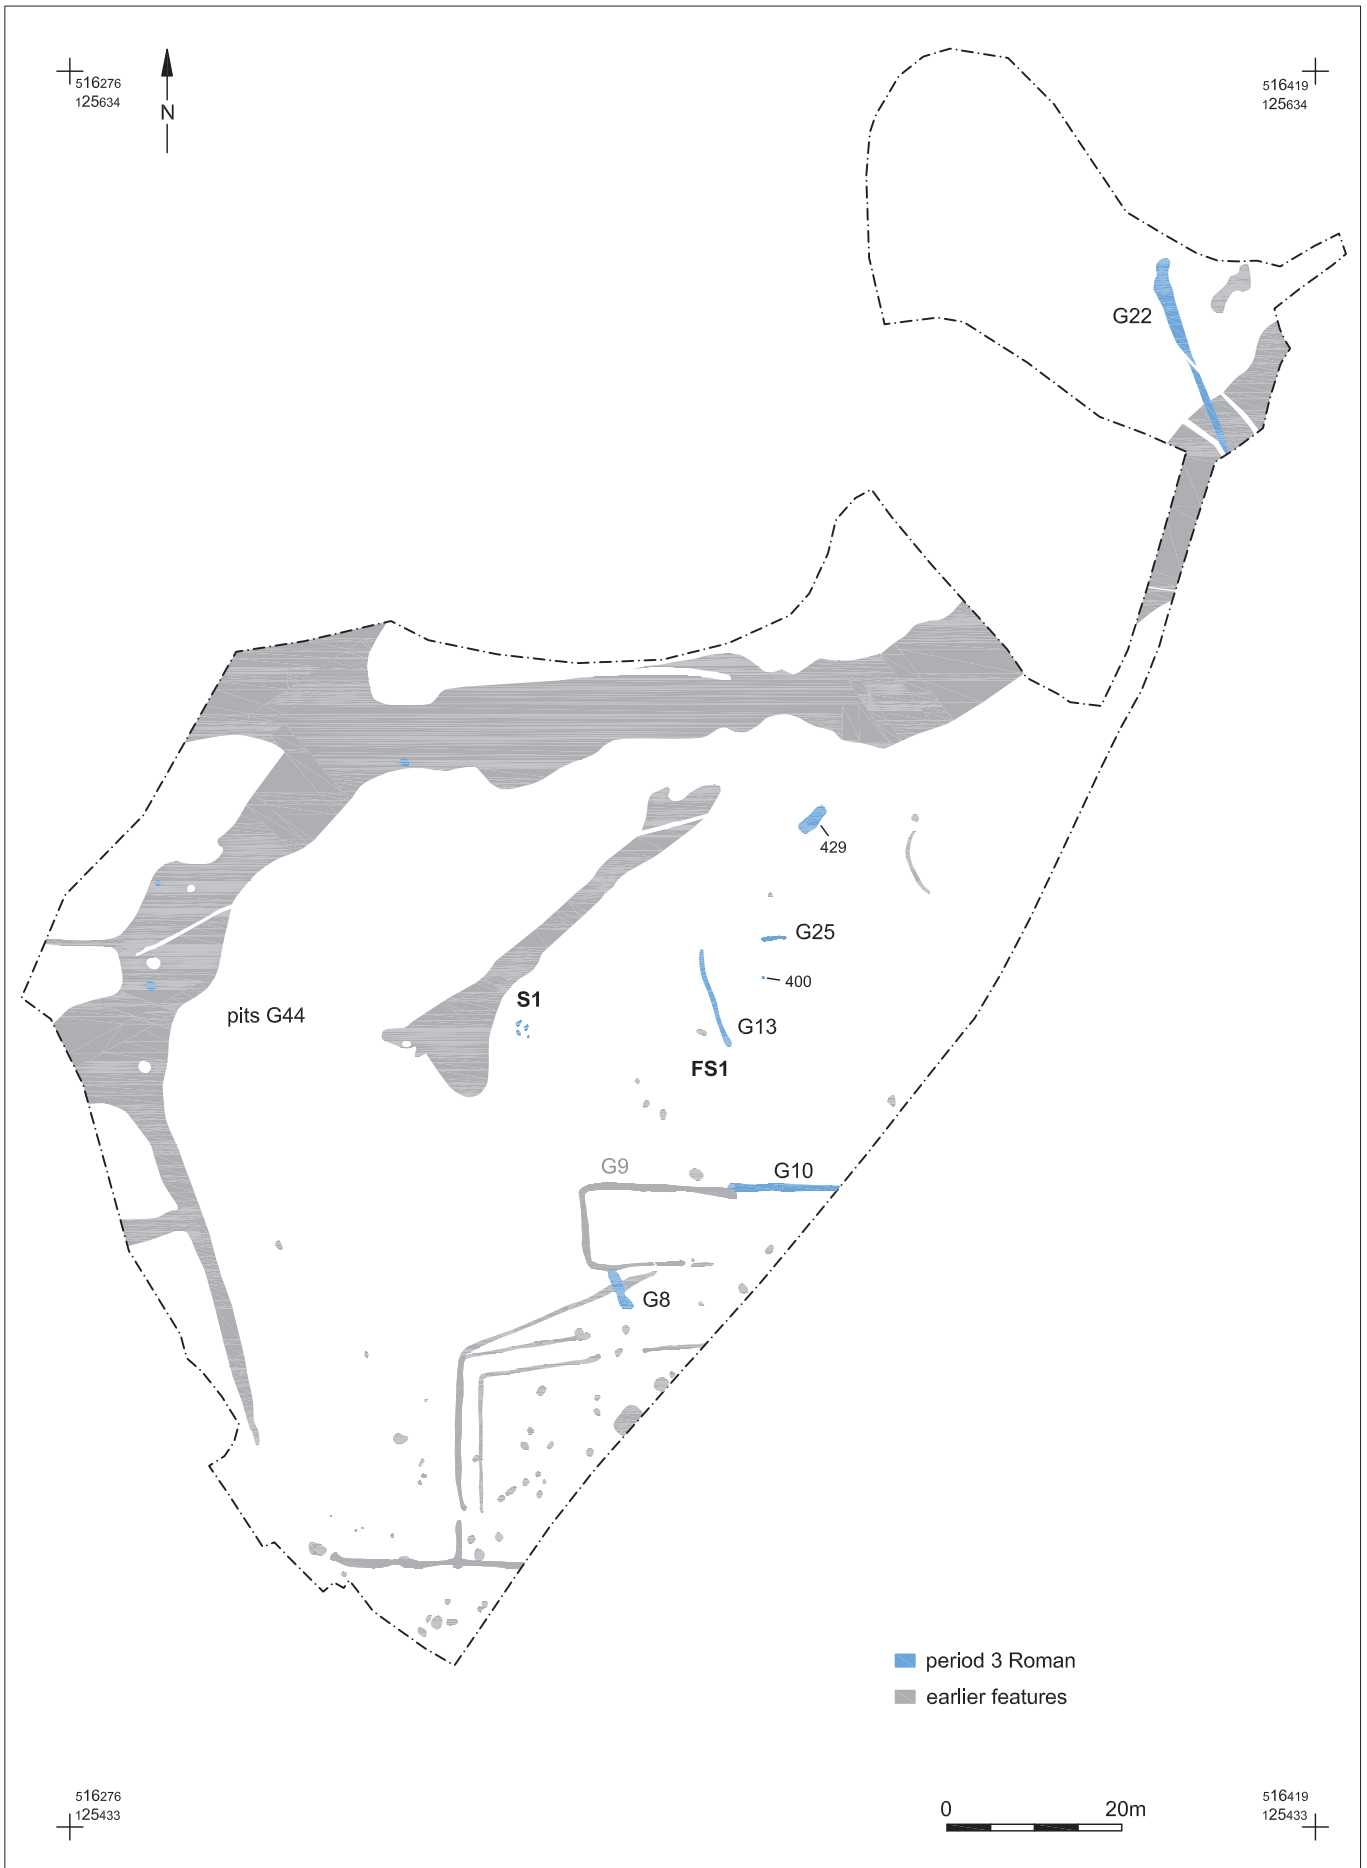 516276
125634
N
516419
125634
G22
429
G25
400
S1
pits G44
G13
FS1
G9
G10
G8
period 3 Roman
earlier features
516276
125433
0 20m
516419
125433